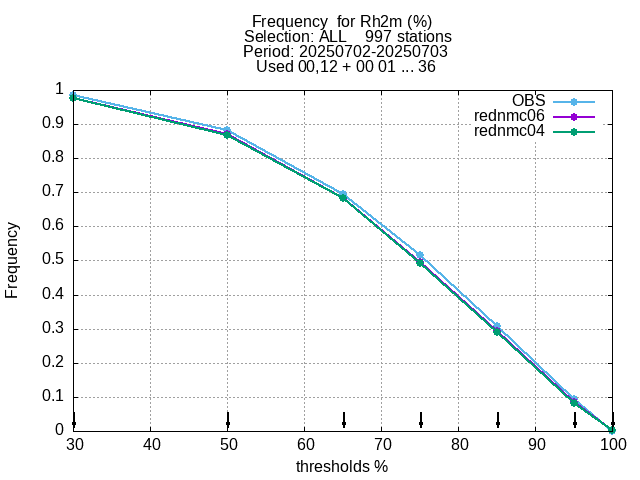 Frequency  for Rh2m (%)
Selection: ALL    997 stations
Period: 20250702-20250703
Used 00,12 + 00 01 ... 36
OBS
rednmc06
rednmc04
Frequency
1
0.9
0.8
0.7
0.6
0.5
0.4
0.3
0.2
0.1
0
30 40 50 60 70 80 90 100
thresholds %